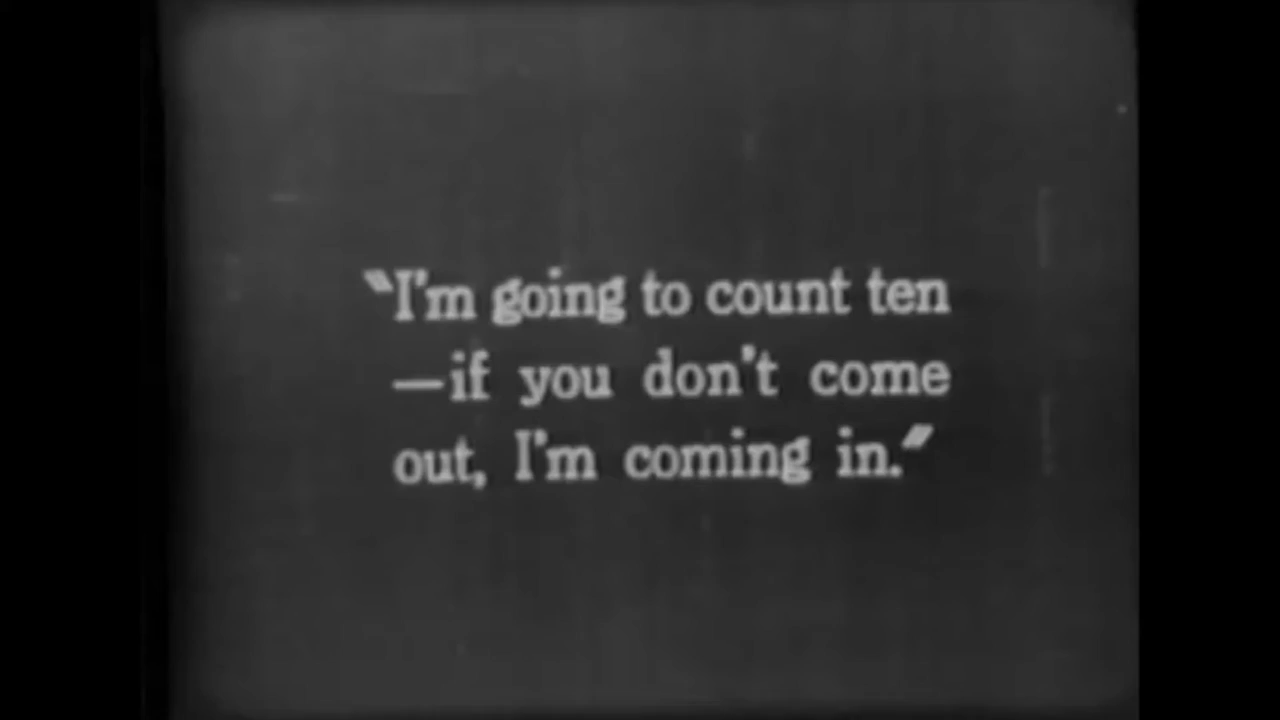 "I'm going to count ten
—if you don't come
out, I'm coming in."